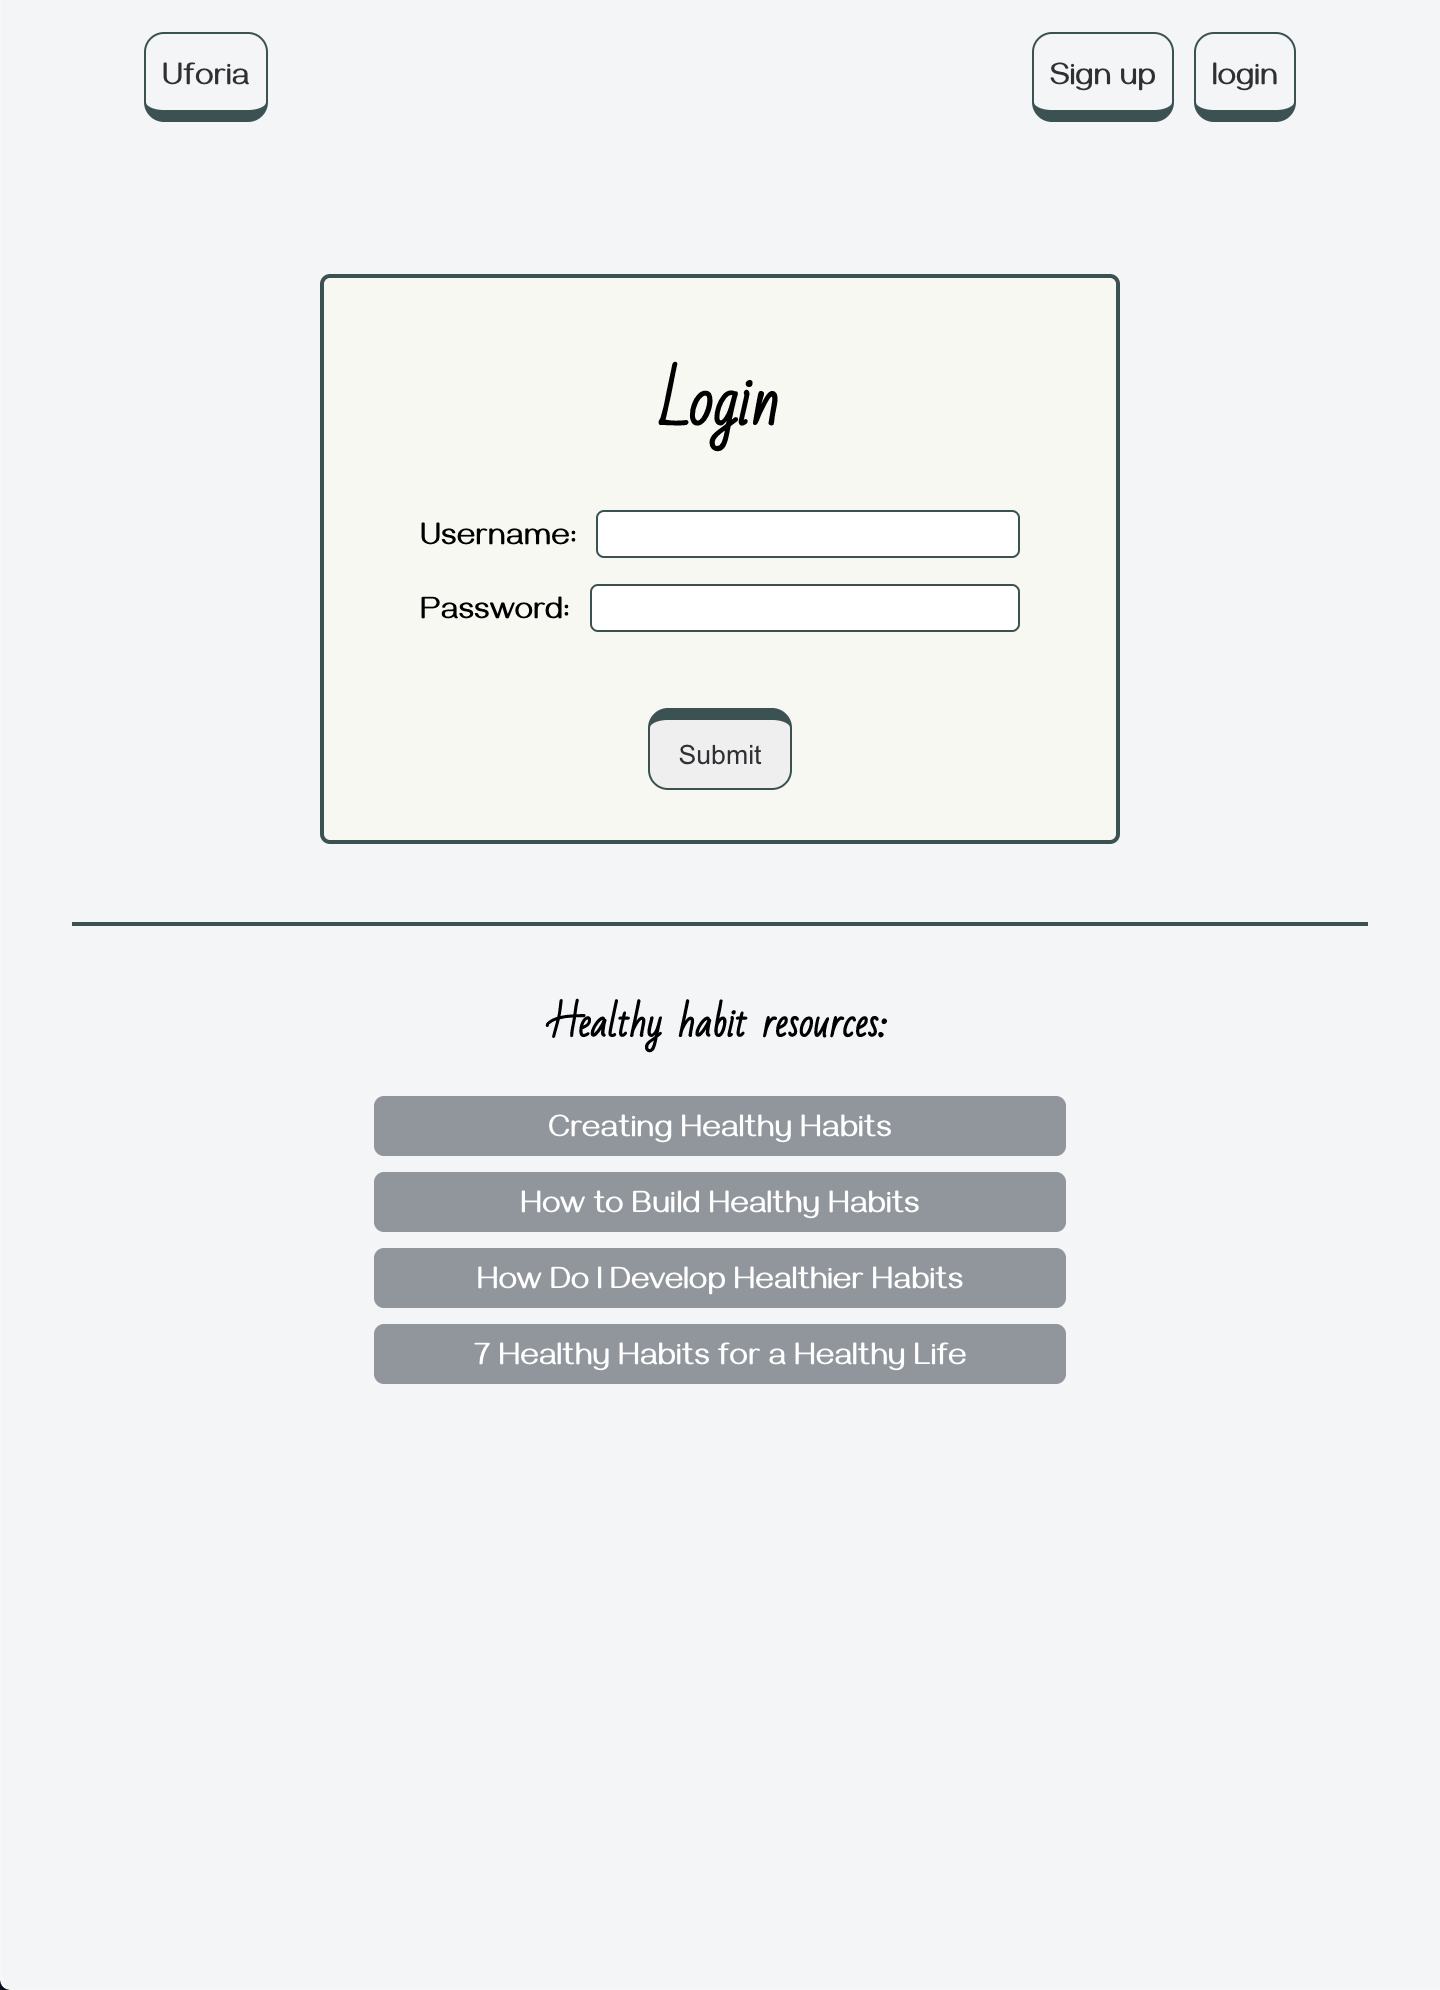 Uforia
Sign up
login
Login
Username:
Password:
Submit
Healthy habit resources:
Creating Healthy Habits
How to Build Healthy Habits
How Do I Develop Healthier Habits
7 Healthy Habits for a Healthy Life